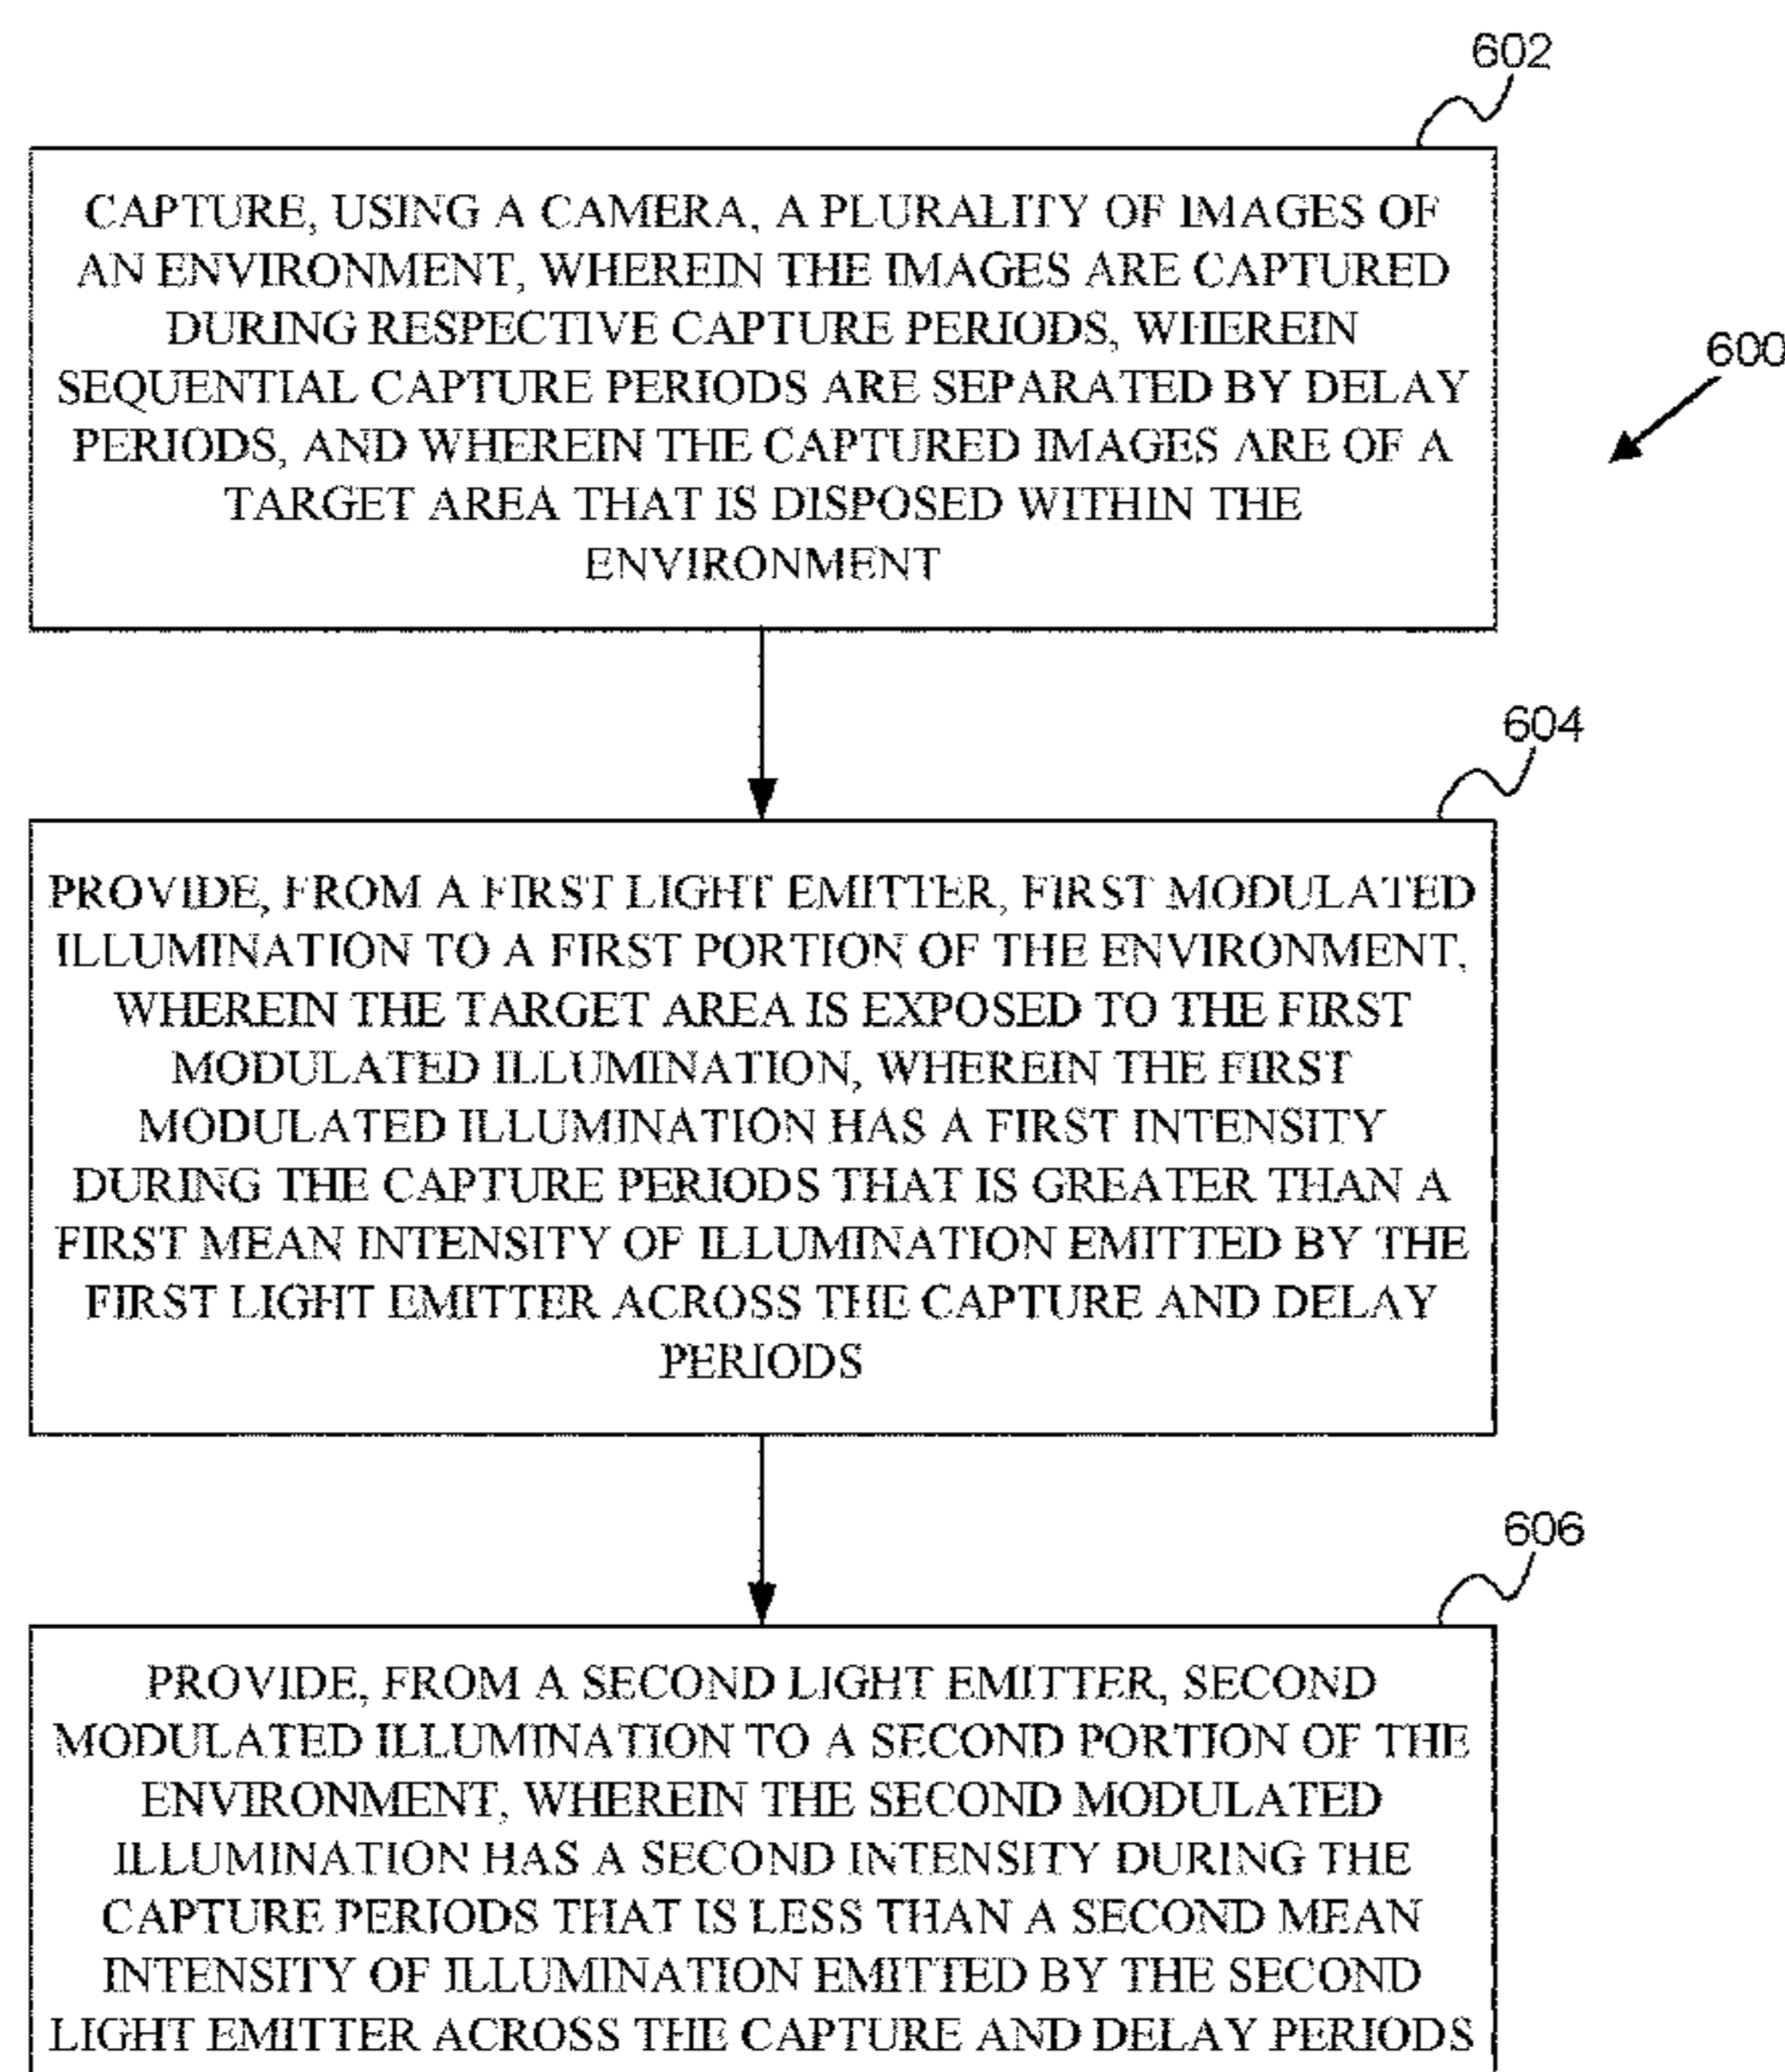 602
CAPTURE, USING A CAMERA, A PLURALITY OF IMAGES OF
AN ENVIRONMENT, WHEREIN THE IMAGES ARE CAPTURED
DURING RESPECTIVE CAPTURE PERIODS, WHEREIN
SEQUENTIAL CAPTURE PERIODS ARE SEPARATED BY DELAY
PERIODS, AND WHEREIN THE CAPTURED IMAGES ARE OF A
TARGET AREA THAT IS DISPOSED WITHIN THE
ENVIRONMENT
600
604
PROVIDE, FROM A FIRST LIGHT EMITTER, FIRST MODULATED
ILLUMINATION TO A FIRST PORTION OF THE ENVIRONMENT,
WHEREIN THE TARGET AREA IS EXPOSED TO THE FIRST
MODULATED ILLUMINATION, WHEREIN THE FIRST
MODULATED ILLUMINATION HAS A FIRST INTENSITY
DURING THE CAPTURE PERIODS THAT IS GREATER THAN A
FIRST MEAN INTENSITY OF ILLUMINATION EMITTED BY THE
FIRST LIGHT EMITTER ACROSS THE CAPTURE AND DELAY
PERIODS
606
PROVIDE, FROM A SECOND LIGHT EMITTER, SECOND
MODULATED ILLUMINATION TO A SECOND PORTION OF THE
ENVIRONMENT, WHEREIN THE SECOND MODULATED
ILLUMINATION HAS A SECOND INTENSITY DURING THE
CAPTURE PERIODS THAT IS LESS THAN A SECOND MEAN
INTENSITY OF ILLUMINATION EMITTED BY THE SECOND
LIGHT EMITTER ACROSS THE CAPTURE AND DELAY PERIODS